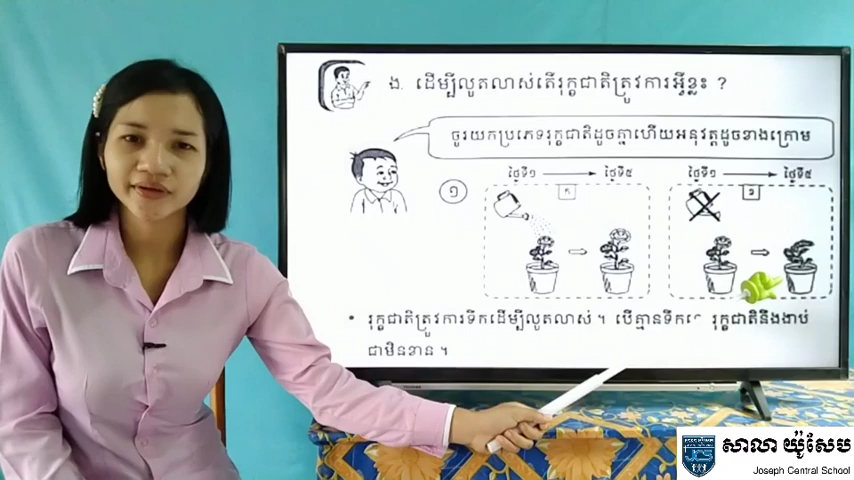 ង. ដើម្បីលូតលាស់តើរុក្ខជាតិត្រូវការអ្វីខ្លះ ?
ចូរយកប្រភេទរុក្ខជាតិដូចគ្នាហើយអនុវត្តដូចខាងក្រោម
ថ្ងៃទី១ ថ្ងៃទី៥ ថ្ងៃទី១ ថ្ងៃទី៥
១ ក ខ
• រុក្ខជាតិត្រូវការទឹកដើម្បីលូតលាស់ ។ បើគ្មានទឹកទេ រុក្ខជាតិនឹងងាប់
ជាមិនខាន ។
សាលា យ៉ូសែប
JCS
Joseph Central School